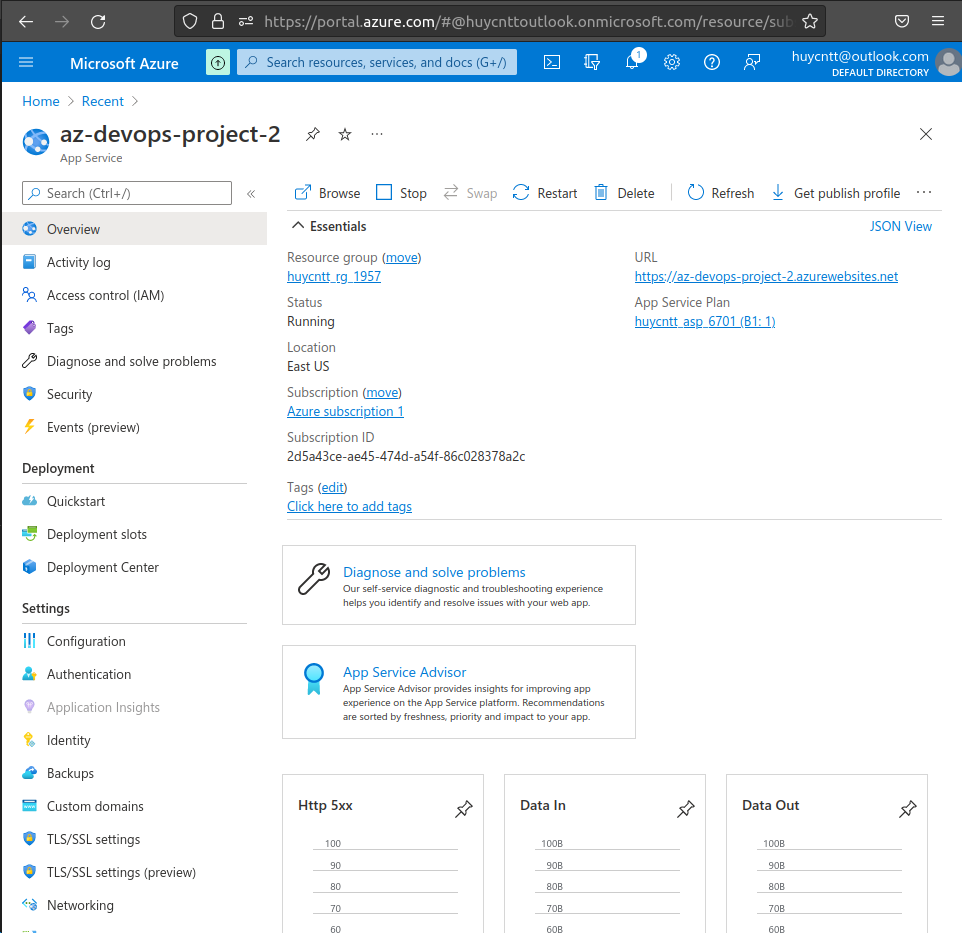 https://portal.azure.com/#@huycnttoutlook.onmicrosoft.com/resource/sub
Microsoft Azure
Search resources, services, and docs (G+/)
1
huycntt@outlook.com
DEFAULT DIRECTORY
Home > Recent >
az-devops-project-2
App Service
Search (Ctrl+/)
Overview
Activity log
Access control (IAM)
Tags
Diagnose and solve problems
Security
Events (preview)
Deployment
Quickstart
Deployment slots
Deployment Center
Settings
Configuration
Authentication
Application Insights
Identity
Backups
Custom domains
TLS/SSL settings
TLS/SSL settings (preview)
Networking
Browse Stop Swap Restart Delete Refresh Get publish profile
Essentials
JSON View
Resource group (move)
huycntt_rg_1957
Status
Running
Location
East US
Subscription (move)
Azure subscription 1
Subscription ID
2d5a43ce-ae45-474d-a54f-86c028378a2c
Tags (edit)
Click here to add tags
URL
https://az-devops-project-2.azurewebsites.net
App Service Plan
huycntt_asp_6701 (B1: 1)
Diagnose and solve problems
Our self-service diagnostic and troubleshooting experience
helps you identify and resolve issues with your web app.
App Service Advisor
App Service Advisor provides insights for improving app
experience on the App Service platform. Recommendations
are sorted by freshness, priority and impact to your app.
Http 5xx
100
90
80
70
60
Data In
100B
90B
80B
70B
60B
Data Out
100B
90B
80B
70B
60B